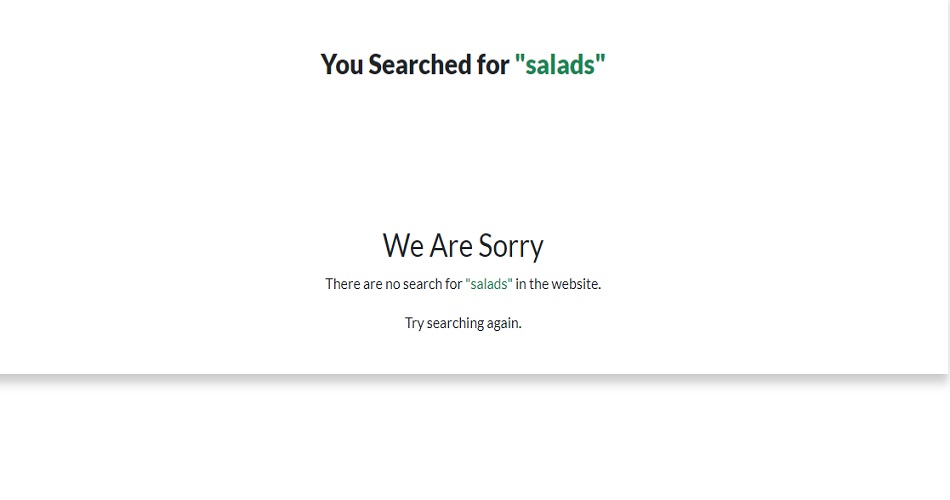 You Searched for "salads"
We Are Sorry
There are no search for "salads" in the website.
Try searching again.